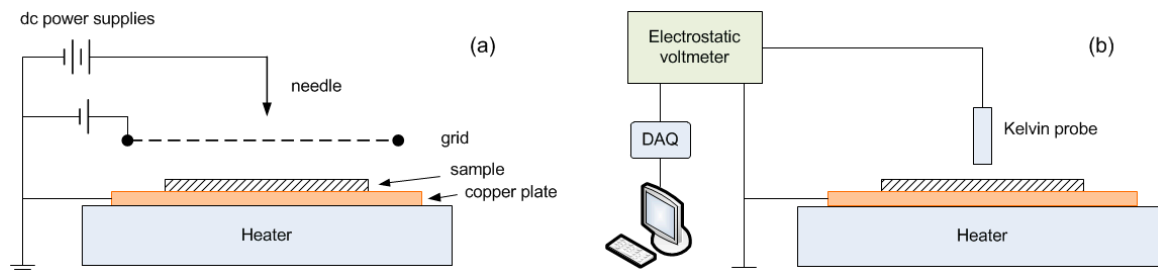 dc power supplies
(a)
needle
grid
sample
copper plate
Heater
Electrostatic
voltmeter
(b)
DAQ
Kelvin probe
Heater